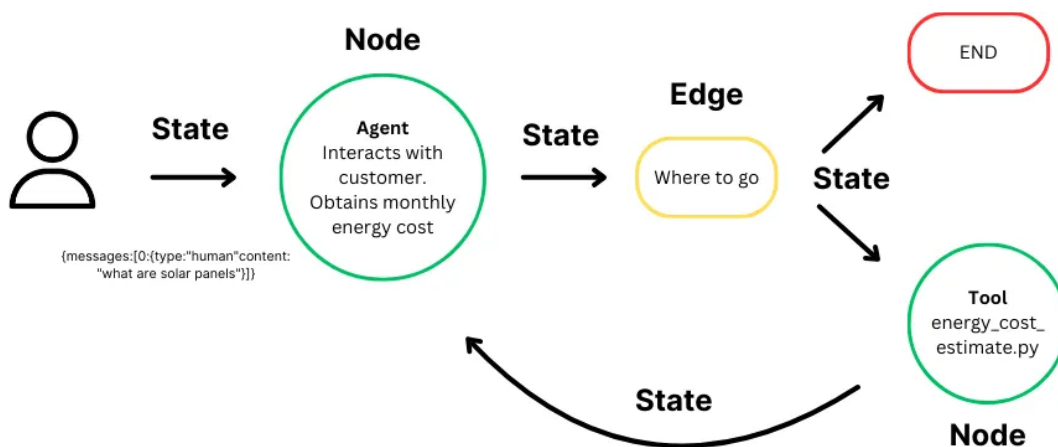 Node
END
Edge
State
Agent
Interacts with
customer.
Obtains monthly
energy cost
State
Where to go
State
{messages:[0:{type:"human"content:
"what are solar panels"}]}
Tool
energy_cost_
estimate.py
State
Node